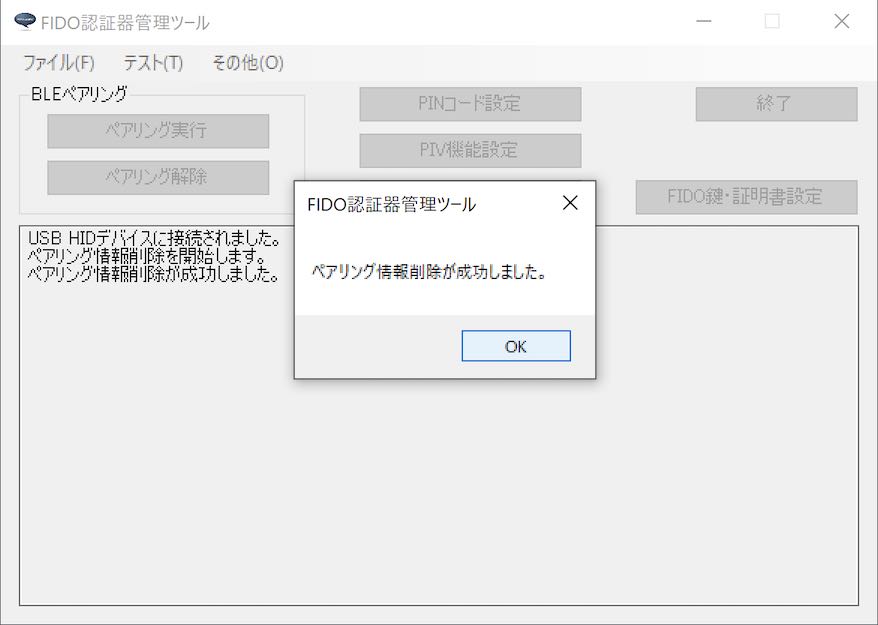 FIDO認証器管理ツール
ファイル(F) テスト(T) その他(O)
BLEペアリング
ペアリング実行
ペアリング解除
PINコード設定
PIV機能設定
終了
FIDO鍵・証明書設定
USB HIDデバイスに接続されました。
ペアリング情報削除を開始します。
ペアリング情報削除が成功しました。
FIDO認証器管理ツール
ペアリング情報削除が成功しました。
OK